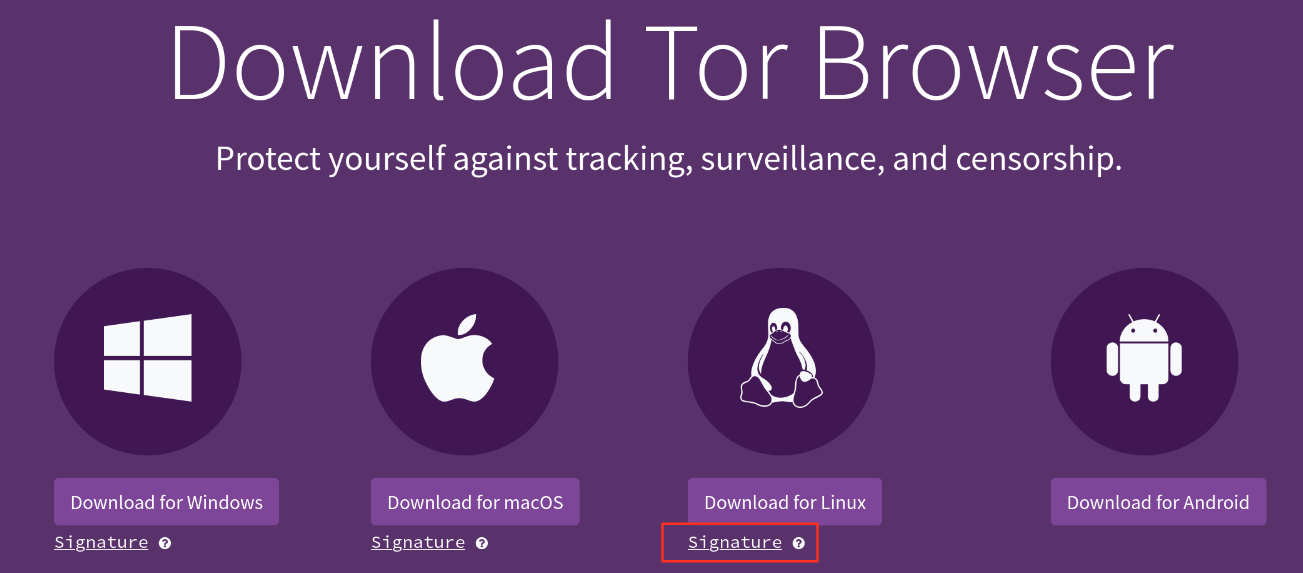 Download Tor Browser
Protect yourself against tracking, surveillance, and censorship.
Download for Windows
Download for macOS
Download for Linux
Download for Android
Signature ?
Signature ?
Signature ?